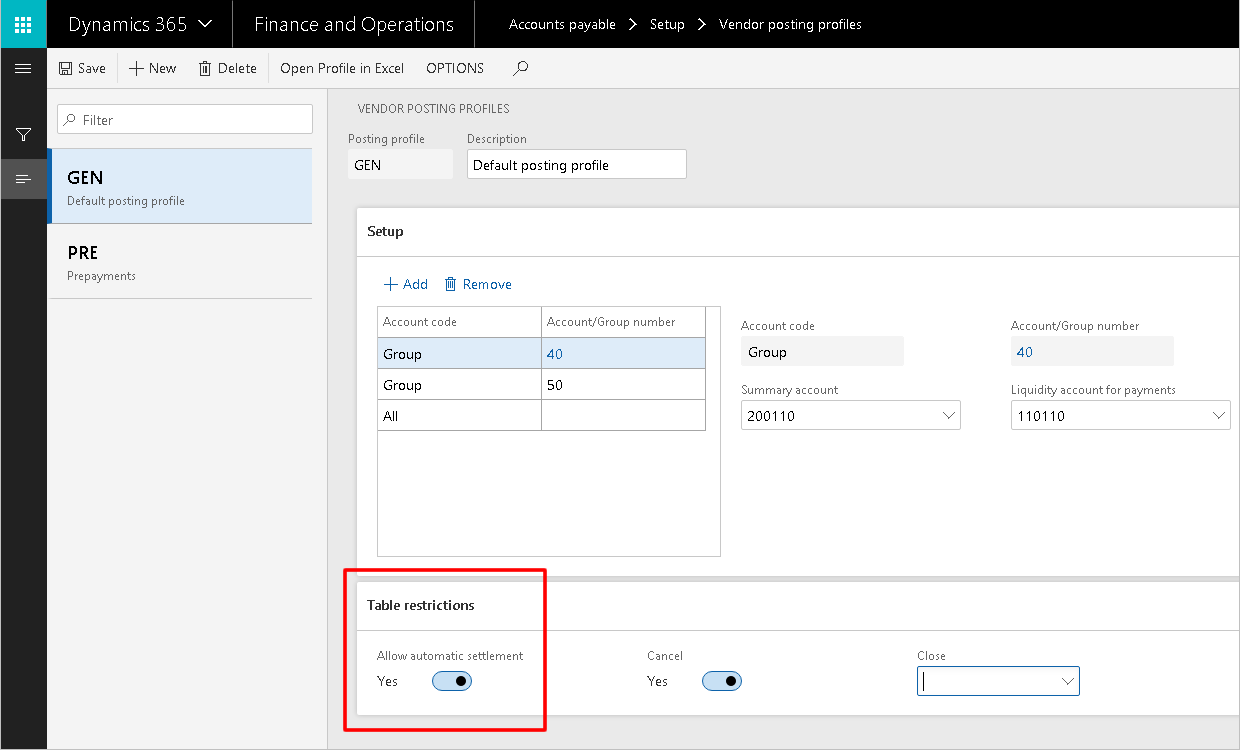 Dynamics 365 Finance and Operations Accounts payable Setup Vendor posting profiles
Save New Delete Open Profile in Excel OPTIONS
Filter
GEN
Default posting profile
PRE
Prepayments
VENDOR POSTING PROFILES
Posting profile Description
GEN Default posting profile
Setup
Add Remove
Account code Account/Group number
Group 40
Group 50
All
Account code Account/Group number
Group 40
Summary account Liquidity account for payments
200110 110110
Table restrictions
Allow automatic settlement Cancel Close
Yes Yes